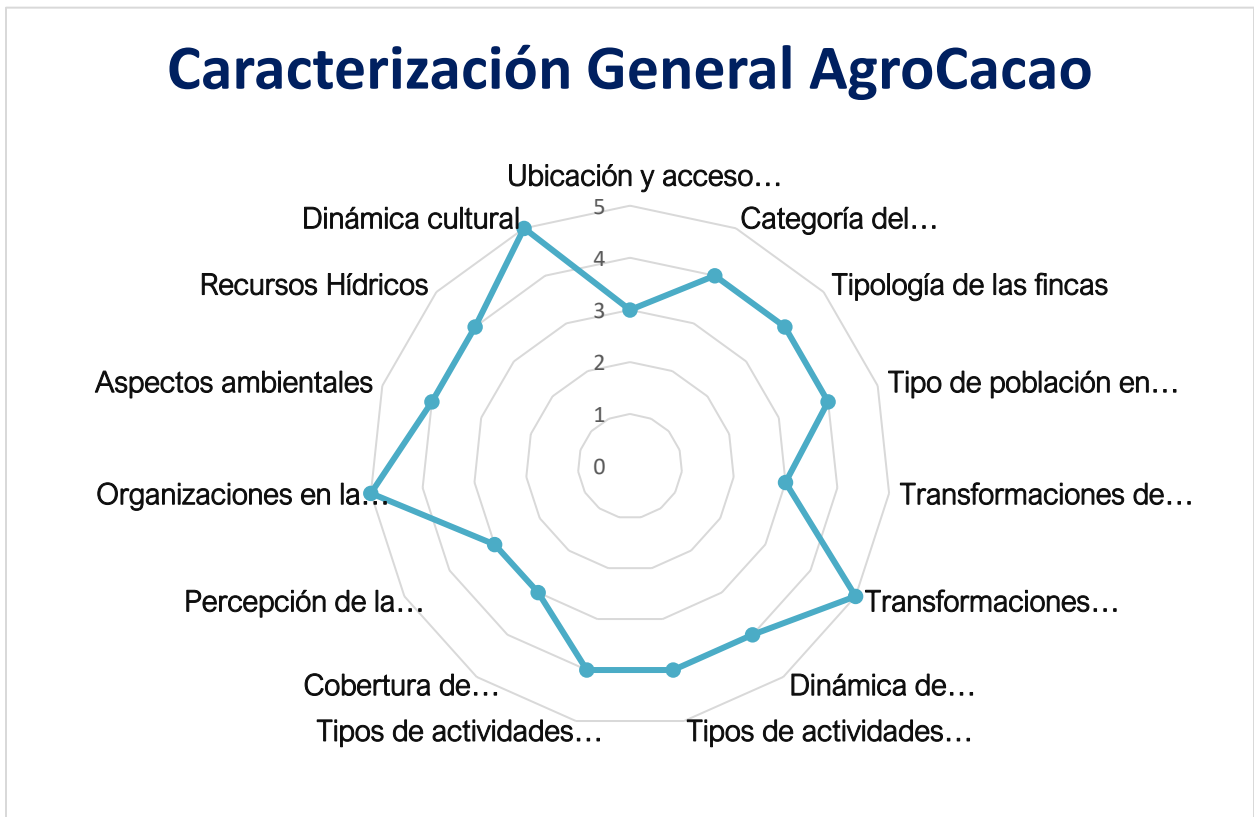 Caracterización General AgroCacao
Ubicación y acceso…
Categoría del…
Tipología de las fincas
Tipo de población en…
Transformaciones de…
Transformaciones…
Dinámica de…
Tipos de actividades…
Tipos de actividades…
Cobertura de…
Percepción de la…
Organizaciones en la…
Aspectos ambientales
Recursos Hídricos
Dinámica cultural
5
4
3
2
1
0